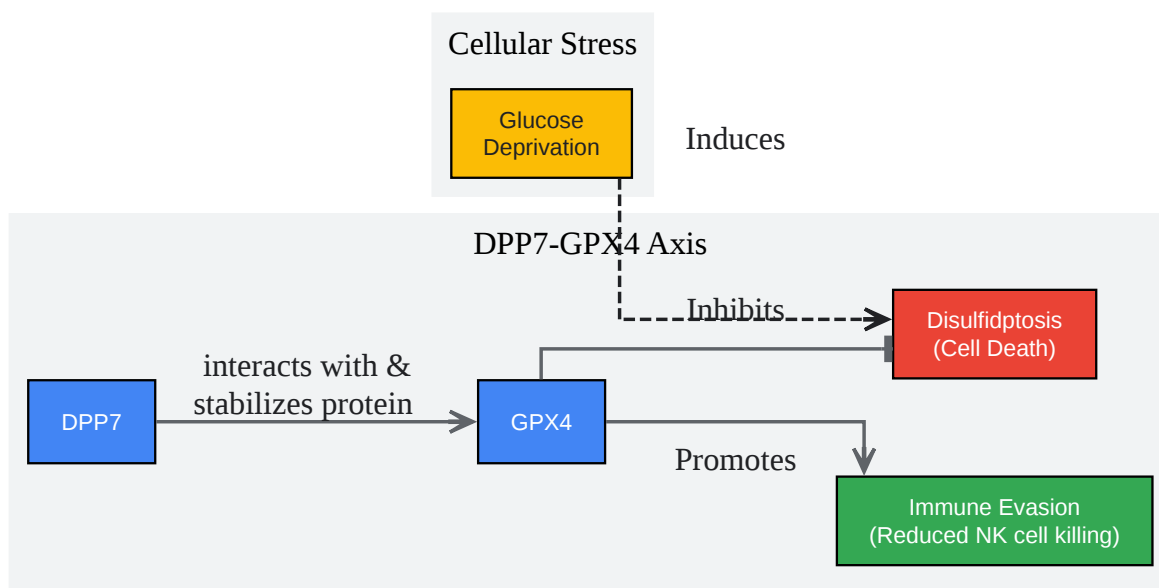 Cellular Stress
Glucose
Deprivation
Induces
DPP7-GPX4 Axis
Inhibits
Disulfidptosis
(Cell Death)
interacts with &
stabilizes protein
DPP7
GPX4
Promotes
Immune Evasion
(Reduced NK cell killing)